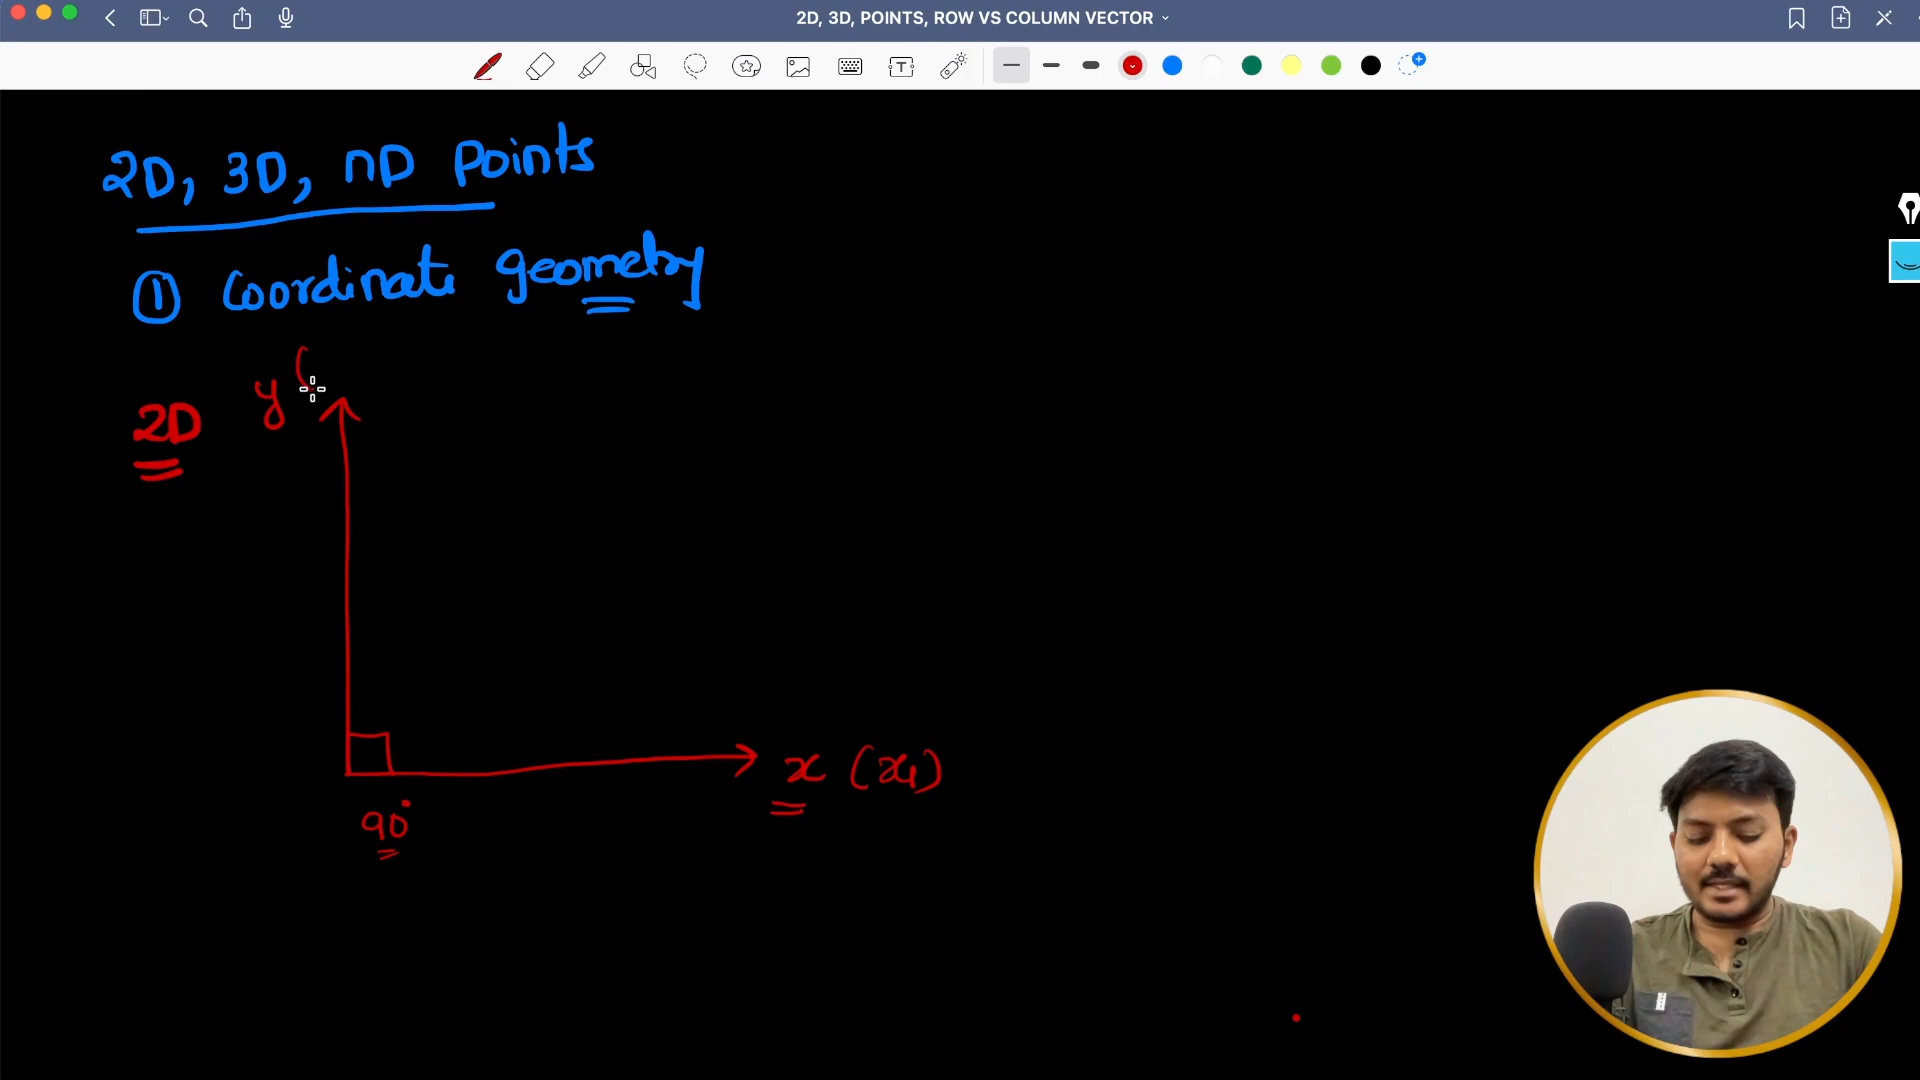 2D, 3D, POINTS, ROW VS COLUMN VECTOR
2D, 3D, nD points
① Coordinate geometry
y (
2D
x (x₁)
90°